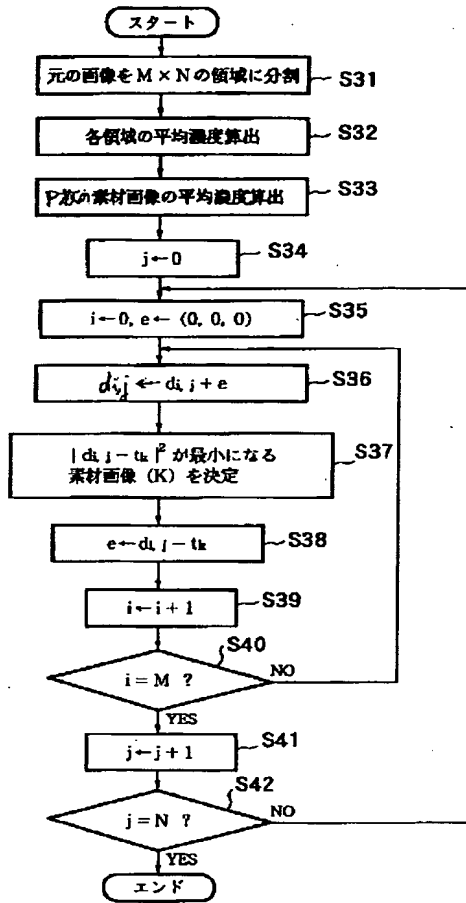 スタート
元の画像をM×Nの領域に分割
S31
各領域の平均濃度算出
S32
P枚の素材画像の平均濃度算出
S33
j←0
S34
i←0, e←(0, 0, 0)
S35
di,j←di, j+e
S36
|di, j−tk|²が最小になる
素材画像(K)を決定
S37
e←di, j−tk
S38
i←i+1
S39
i=M ?
S40
NO
YES
j←j+1
S41
j=N ?
S42
NO
YES
エンド